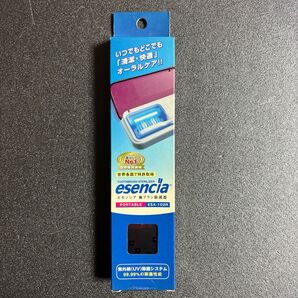 いつでもどこでも
「清潔・快適」
オーラルケア!!
No.1
世界各国で特許取得
TOOTHBRUSH STERILIZER
esencia
エセンシア 歯ブラシ除菌器
PORTABLE ESA-102R
紫外線(UV)除菌システム
99.99%の除菌性能